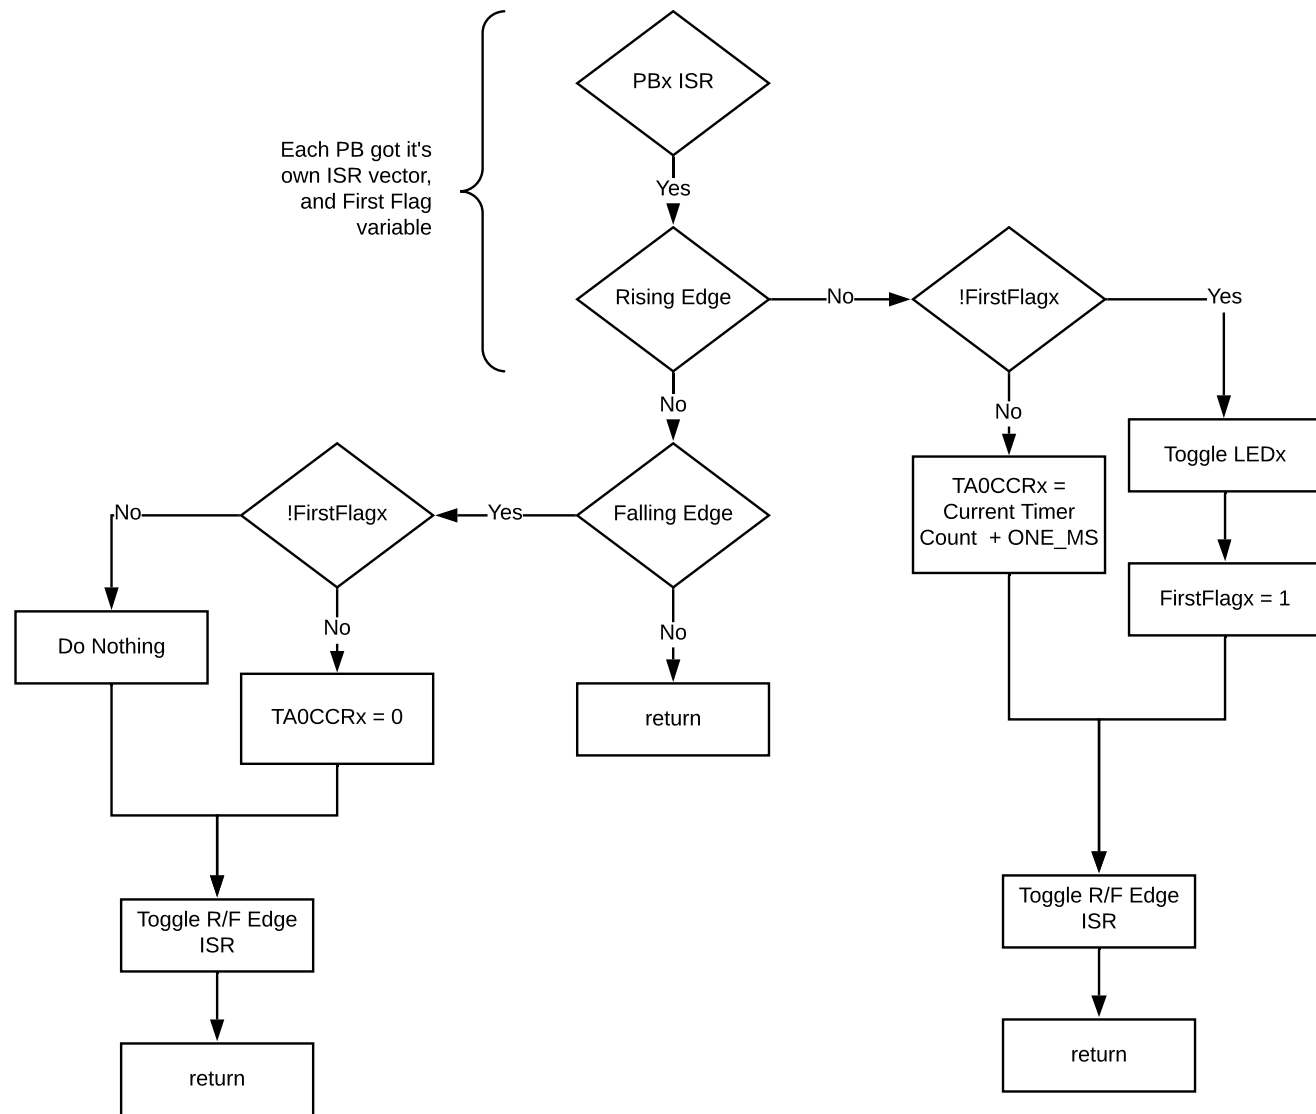 PBx ISR
Each PB got it's
own ISR vector,
and First Flag
variable
Yes
Rising Edge
No
!FirstFlagx
Yes
No
No
Toggle LEDx
TA0CCRx =
Current Timer
Count + ONE_MS
No
!FirstFlagx
Yes
Falling Edge
FirstFlagx = 1
No
No
Do Nothing
TA0CCRx = 0
return
Toggle R/F Edge
ISR
Toggle R/F Edge
ISR
return
return